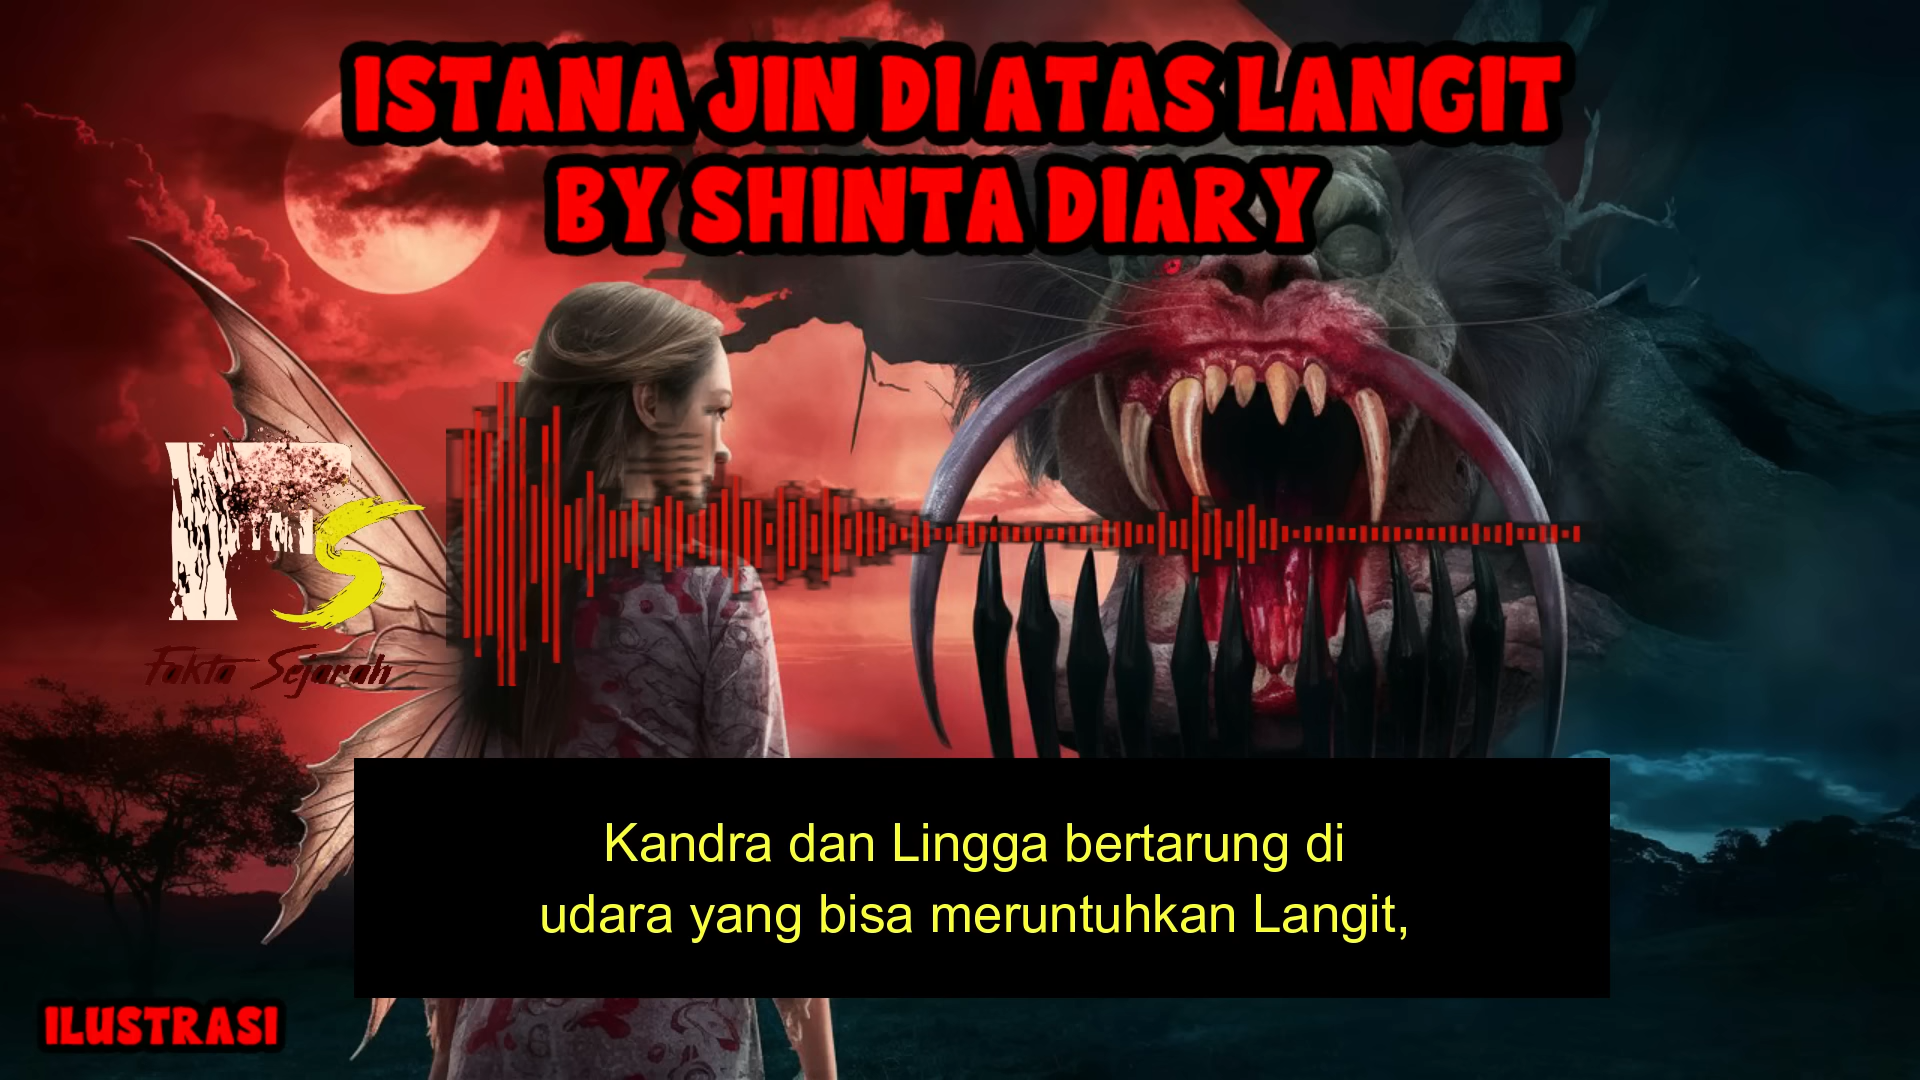 ISTANA JIN DI ATAS LANGIT
BY SHINTA DIARY
FS
Fakta Sejarah
Kandra dan Lingga bertarung di
udara yang bisa meruntuhkan Langit,
ILUSTRASI